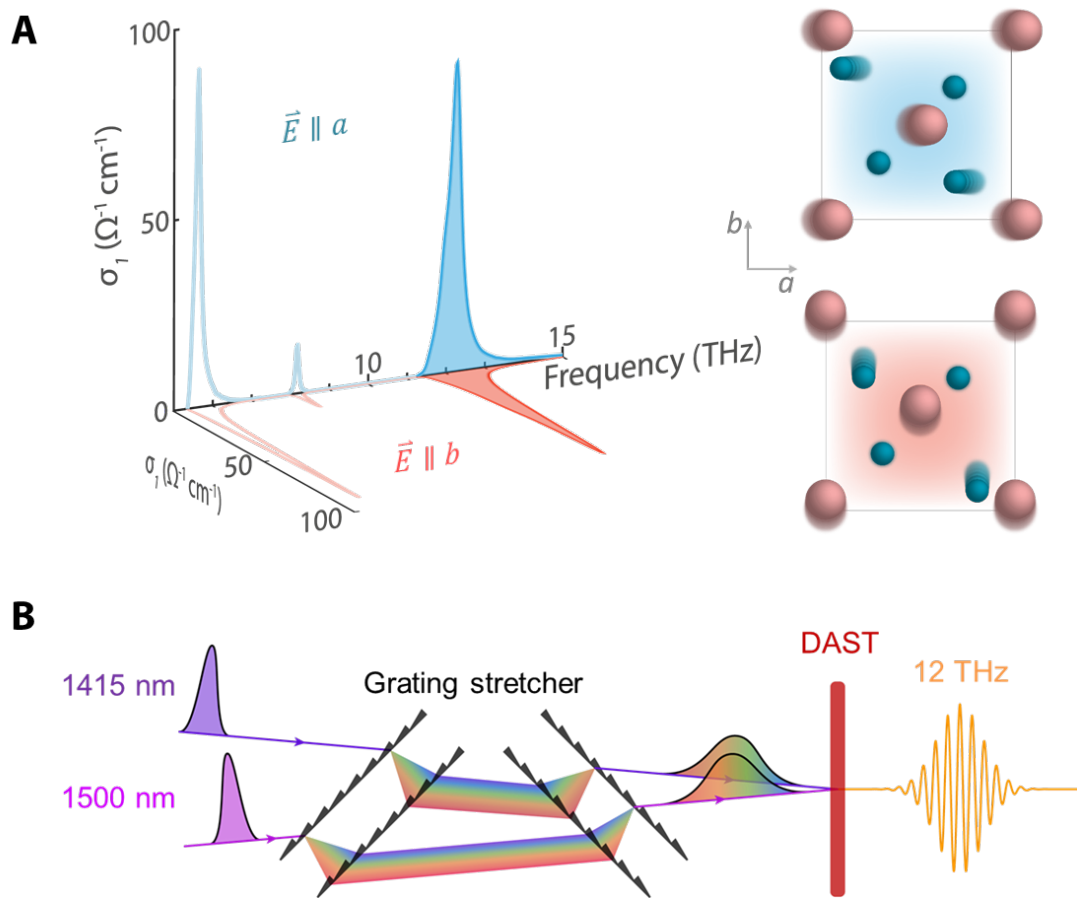 A
100
50
0
σ₁ (Ω⁻¹ cm⁻¹)
E⃗ ∥ a
10
15
Frequency (THz)
σ₁ (Ω⁻¹ cm⁻¹)
50
100
E⃗ ∥ b
b
a
B
1415 nm
1500 nm
Grating stretcher
DAST
12 THz